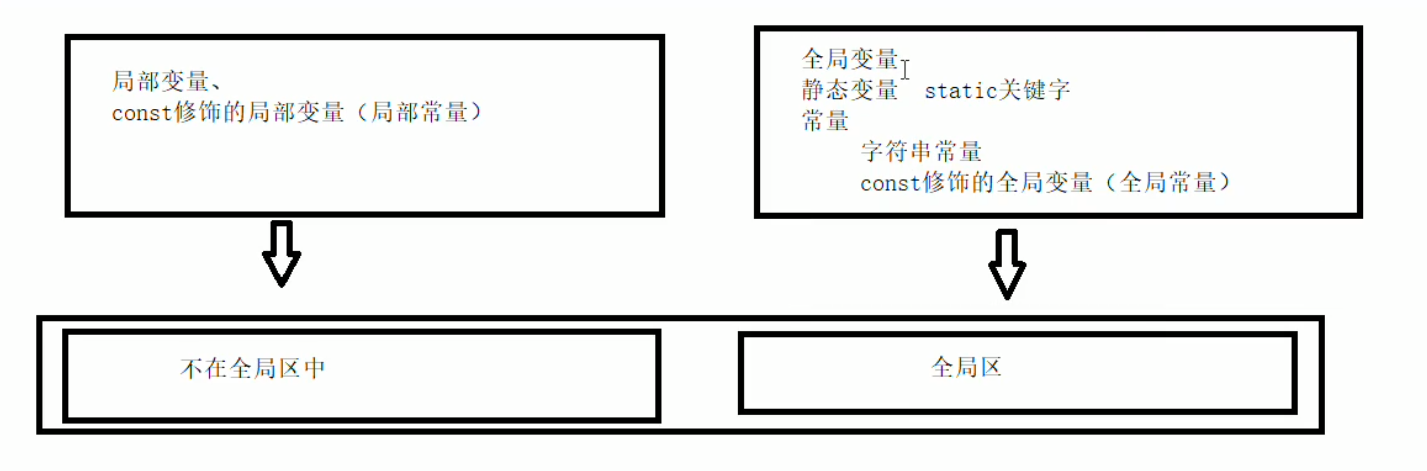 局部变量、
const修饰的局部变量（局部常量）
全局变量
静态变量 static关键字
常量
字符串常量
const修饰的全局变量（全局常量）
不在全局区中
全局区